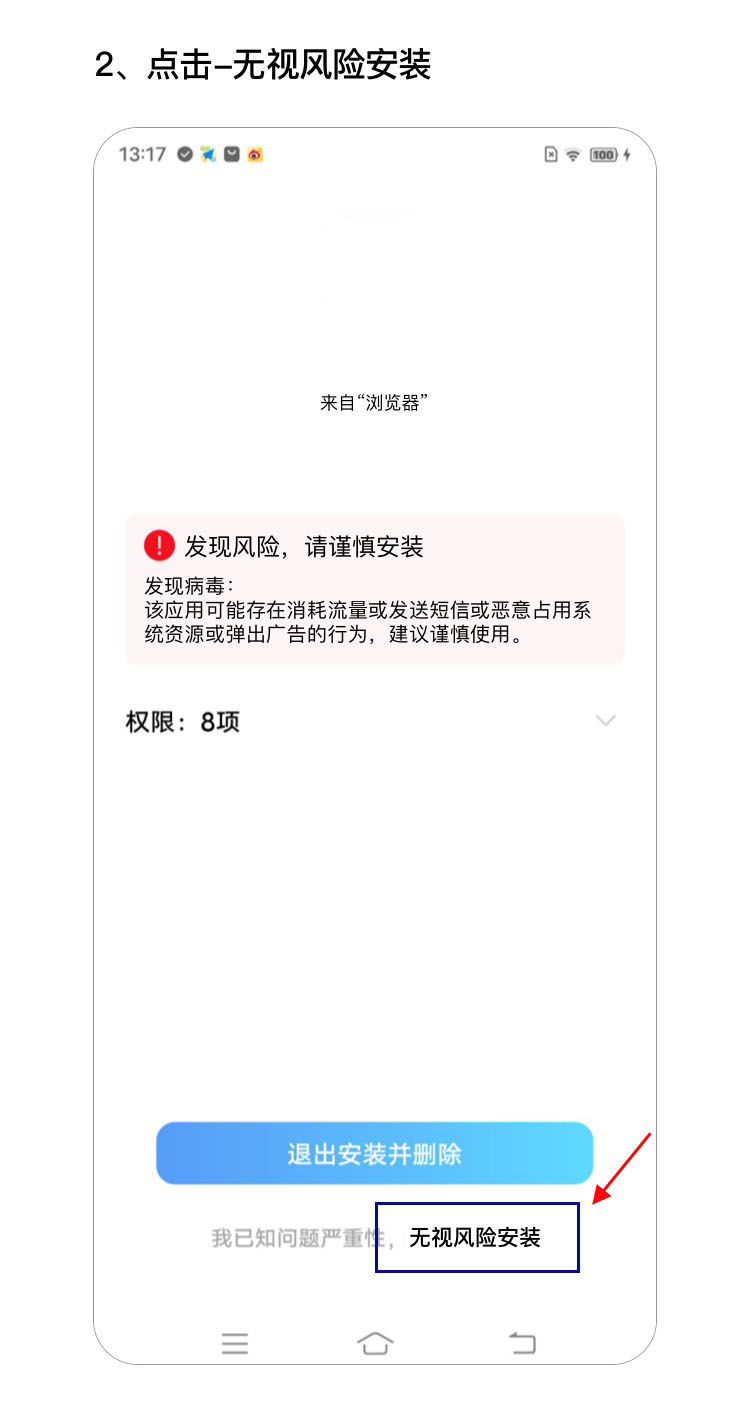 2、点击–无视风险安装
13:17
100
来自“浏览器”
发现风险，请谨慎安装
发现病毒：
该应用可能存在消耗流量或发送短信或恶意占用系
统资源或弹出广告的行为，建议谨慎使用。
权限：8项
退出安装并删除
我已知问题严重性，无视风险安装